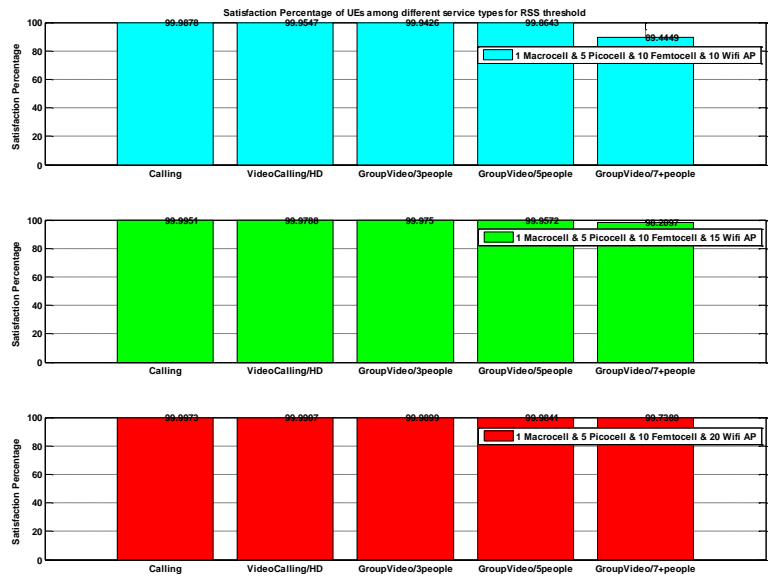 Satisfaction Percentage of UEs among different service types for RSS threshold
Satisfaction Percentage
100
80
60
40
20
0
99.9878
99.9547
99.9426
99.8643
89.4449
1 Macrocell & 5 Picocell & 10 Femtocell & 10 Wifi AP
Calling
VideoCalling/HD
GroupVideo/3people
GroupVideo/5people
GroupVideo/7+people
Satisfaction Percentage
100
80
60
40
20
0
99.9951
99.9788
99.975
99.9572
98.2897
1 Macrocell & 5 Picocell & 10 Femtocell & 15 Wifi AP
Calling
VideoCalling/HD
GroupVideo/3people
GroupVideo/5people
GroupVideo/7+people
Satisfaction Percentage
100
80
60
40
20
0
99.9973
99.9841
99.7389
1 Macrocell & 5 Picocell & 10 Femtocell & 20 Wifi AP
Calling
VideoCalling/HD
GroupVideo/3people
GroupVideo/5people
GroupVideo/7+people